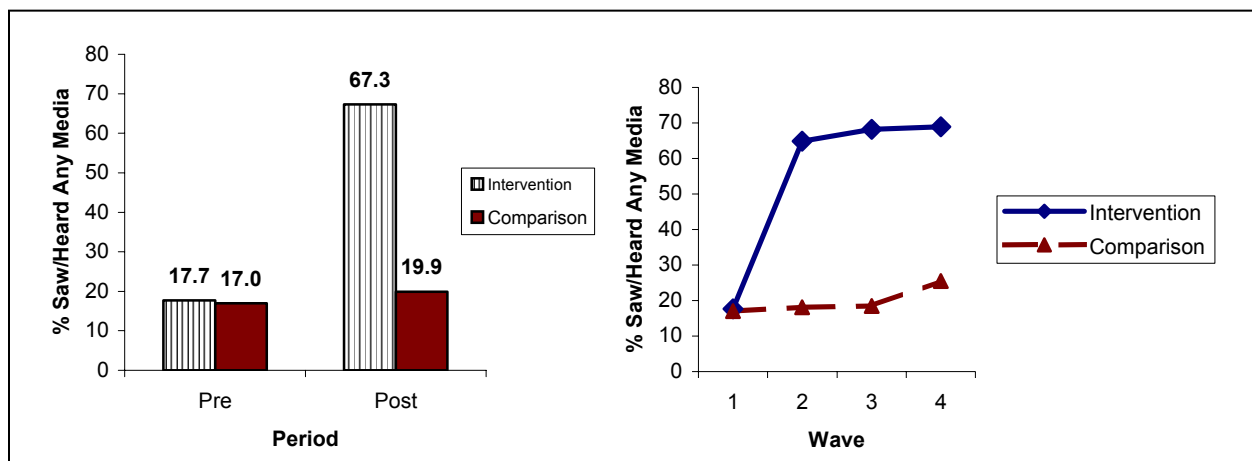 % Saw/Heard Any Media
80
70
60
50
40
30
20
10
0
67.3
17.7
17.0
19.9
Pre
Post
Period
Intervention
Comparison
% Saw/Heard Any Media
80
70
60
50
40
30
20
10
0
1
2
3
4
Wave
Intervention
Comparison